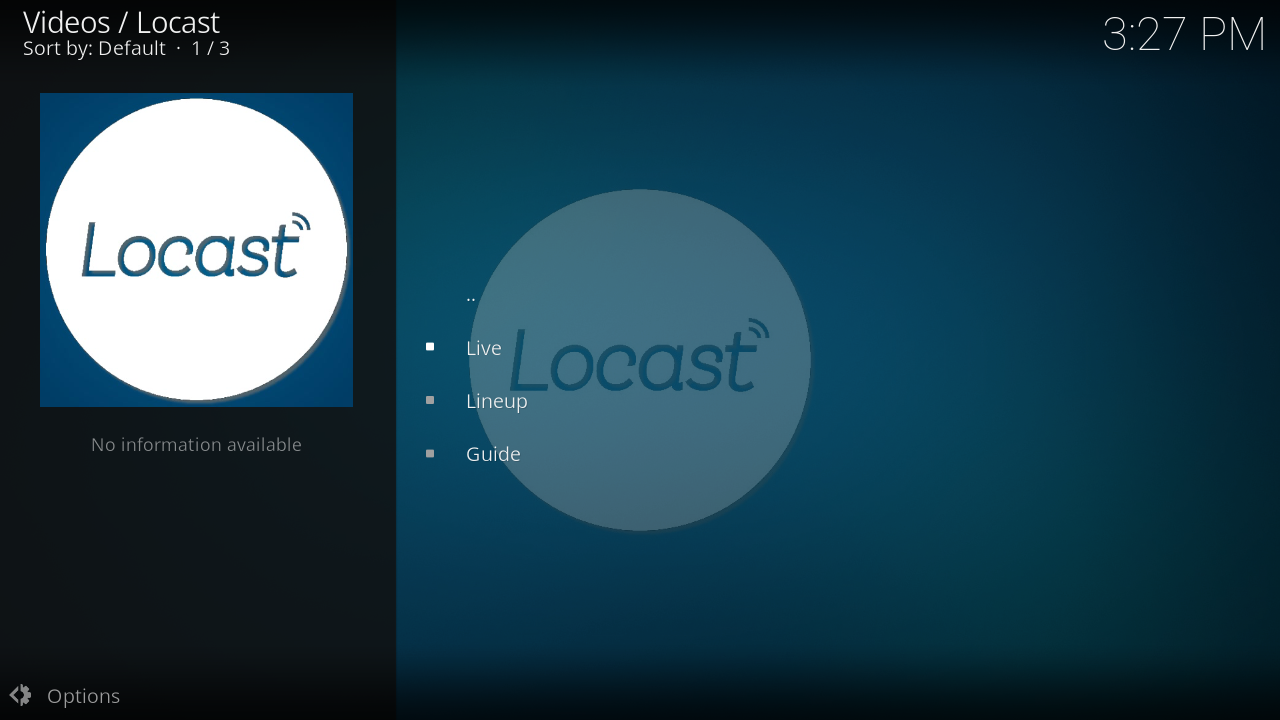 Videos / Locast
Sort by: Default · 1 / 3
3:27 PM
Locast
No information available
..
Live
Locast
Lineup
Guide
Options